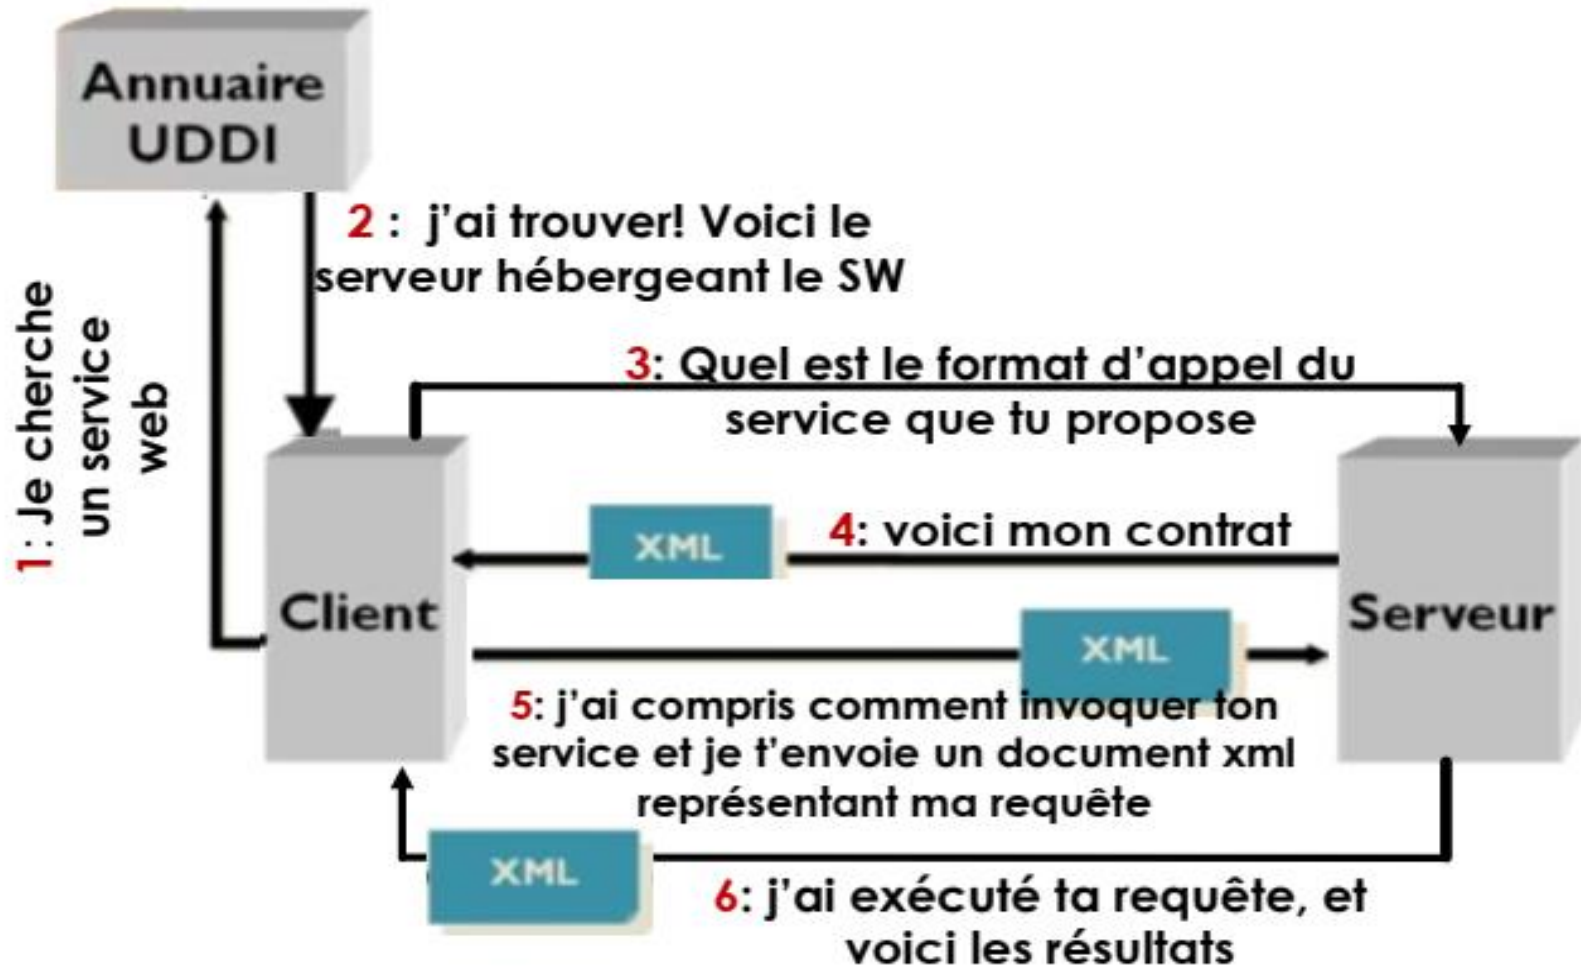 Annuaire
UDDI
2 : j'ai trouver! Voici le
serveur hébergeant le SW
1: Je cherche
un service
web
3: Quel est le format d'appel du
service que tu propose
XML
4: voici mon contrat
Client
Serveur
XML
5: j'ai compris comment invoquer ton
service et je t'envoie un document xml
représentant ma requête
XML
6: j'ai exécuté ta requête, et
voici les résultats